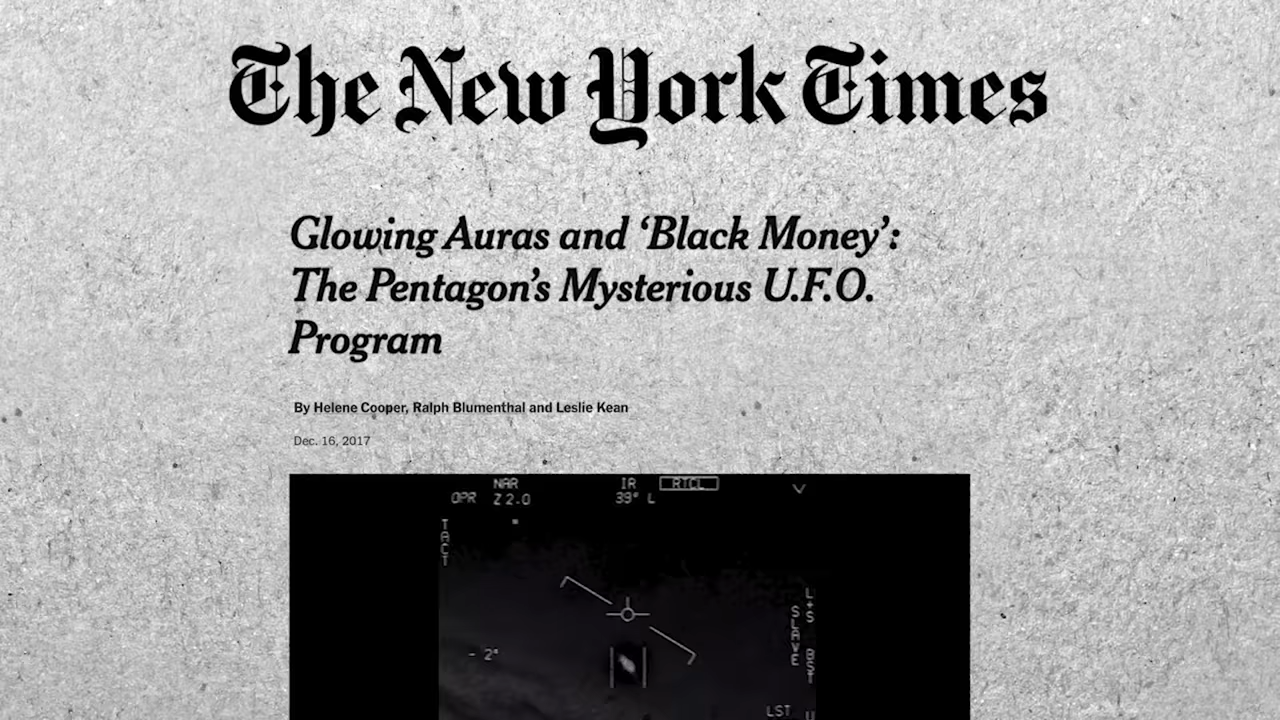 The New York Times
Glowing Auras and ‘Black Money’:
The Pentagon’s Mysterious U.F.O.
Program
By Helene Cooper, Ralph Blumenthal and Leslie Kean
Dec. 16, 2017
NAR IR RTCL
OPR Z 2.0 39° L
TACT
L+S
SLAVE BST
- 2°
LST